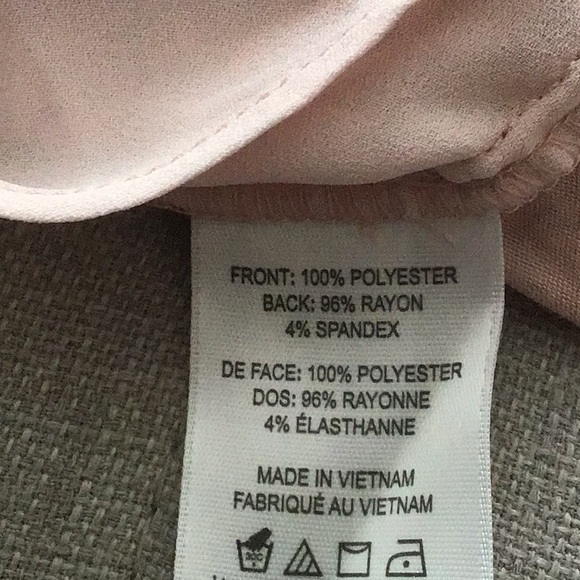 FRONT: 100% POLYESTER
BACK: 96% RAYON
4% SPANDEX
DE FACE: 100% POLYESTER
DOS: 96% RAYONNE
4% ÉLASTHANNE
MADE IN VIETNAM
FABRIQUÉ AU VIETNAM